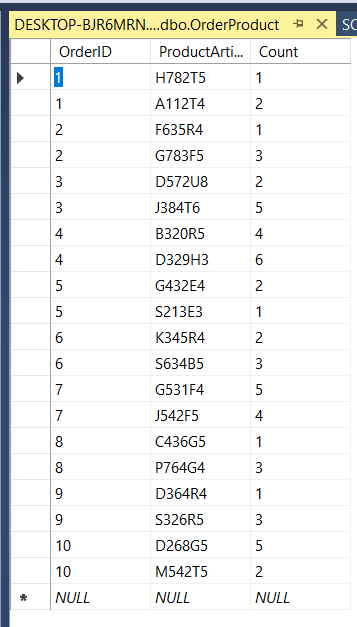 DESKTOP-BJR6MRN....dbo.OrderProduct SC
OrderID ProductArti... Count
1 H782T5 1
1 A112T4 2
2 F635R4 1
2 G783F5 3
3 D572U8 2
3 J384T6 5
4 B320R5 4
4 D329H3 6
5 G432E4 2
5 S213E3 1
6 K345R4 2
6 S634B5 3
7 G531F4 5
7 J542F5 4
8 C436G5 1
8 P764G4 3
9 D364R4 1
9 S326R5 3
10 D268G5 5
10 M542T5 2
* NULL NULL NULL